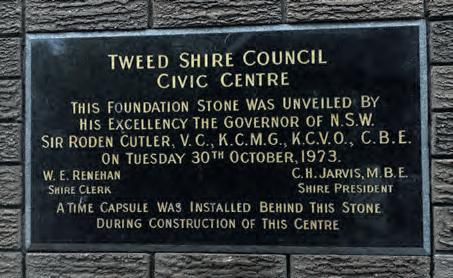 TWEED SHIRE COUNCIL
CIVIC CENTRE
THIS FOUNDATION STONE WAS UNVEILED BY
HIS EXCELLENCY THE GOVERNOR OF N.S.W.
SIR RODEN CUTLER, V.C., K.C.M.G., K.C.V.O., C.B.E.
ON TUESDAY 30TH OCTOBER, 1973.
W. E. RENEHAN C.H. JARVIS, M.B.E.
SHIRE CLERK SHIRE PRESIDENT
A TIME CAPSULE WAS INSTALLED BEHIND THIS STONE
DURING CONSTRUCTION OF THIS CENTRE